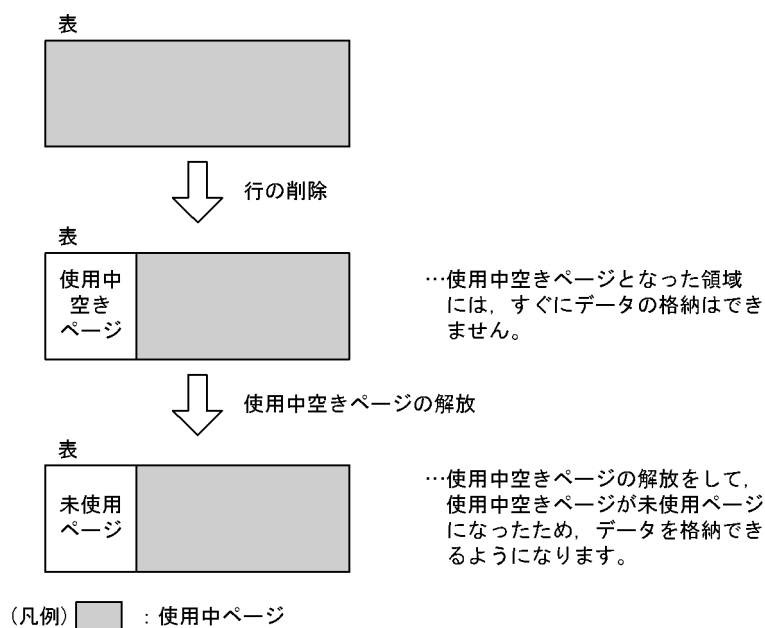 表
行の削除
表
使用中
空き
ページ
…使用中空きページとなった領域
には，すぐにデータの格納はでき
ません。
使用中空きページの解放
表
未使用
ページ
…使用中空きページの解放をして，
使用中空きページが未使用ページ
になったため，データを格納でき
るようになります。
(凡例) ：使用中ページ